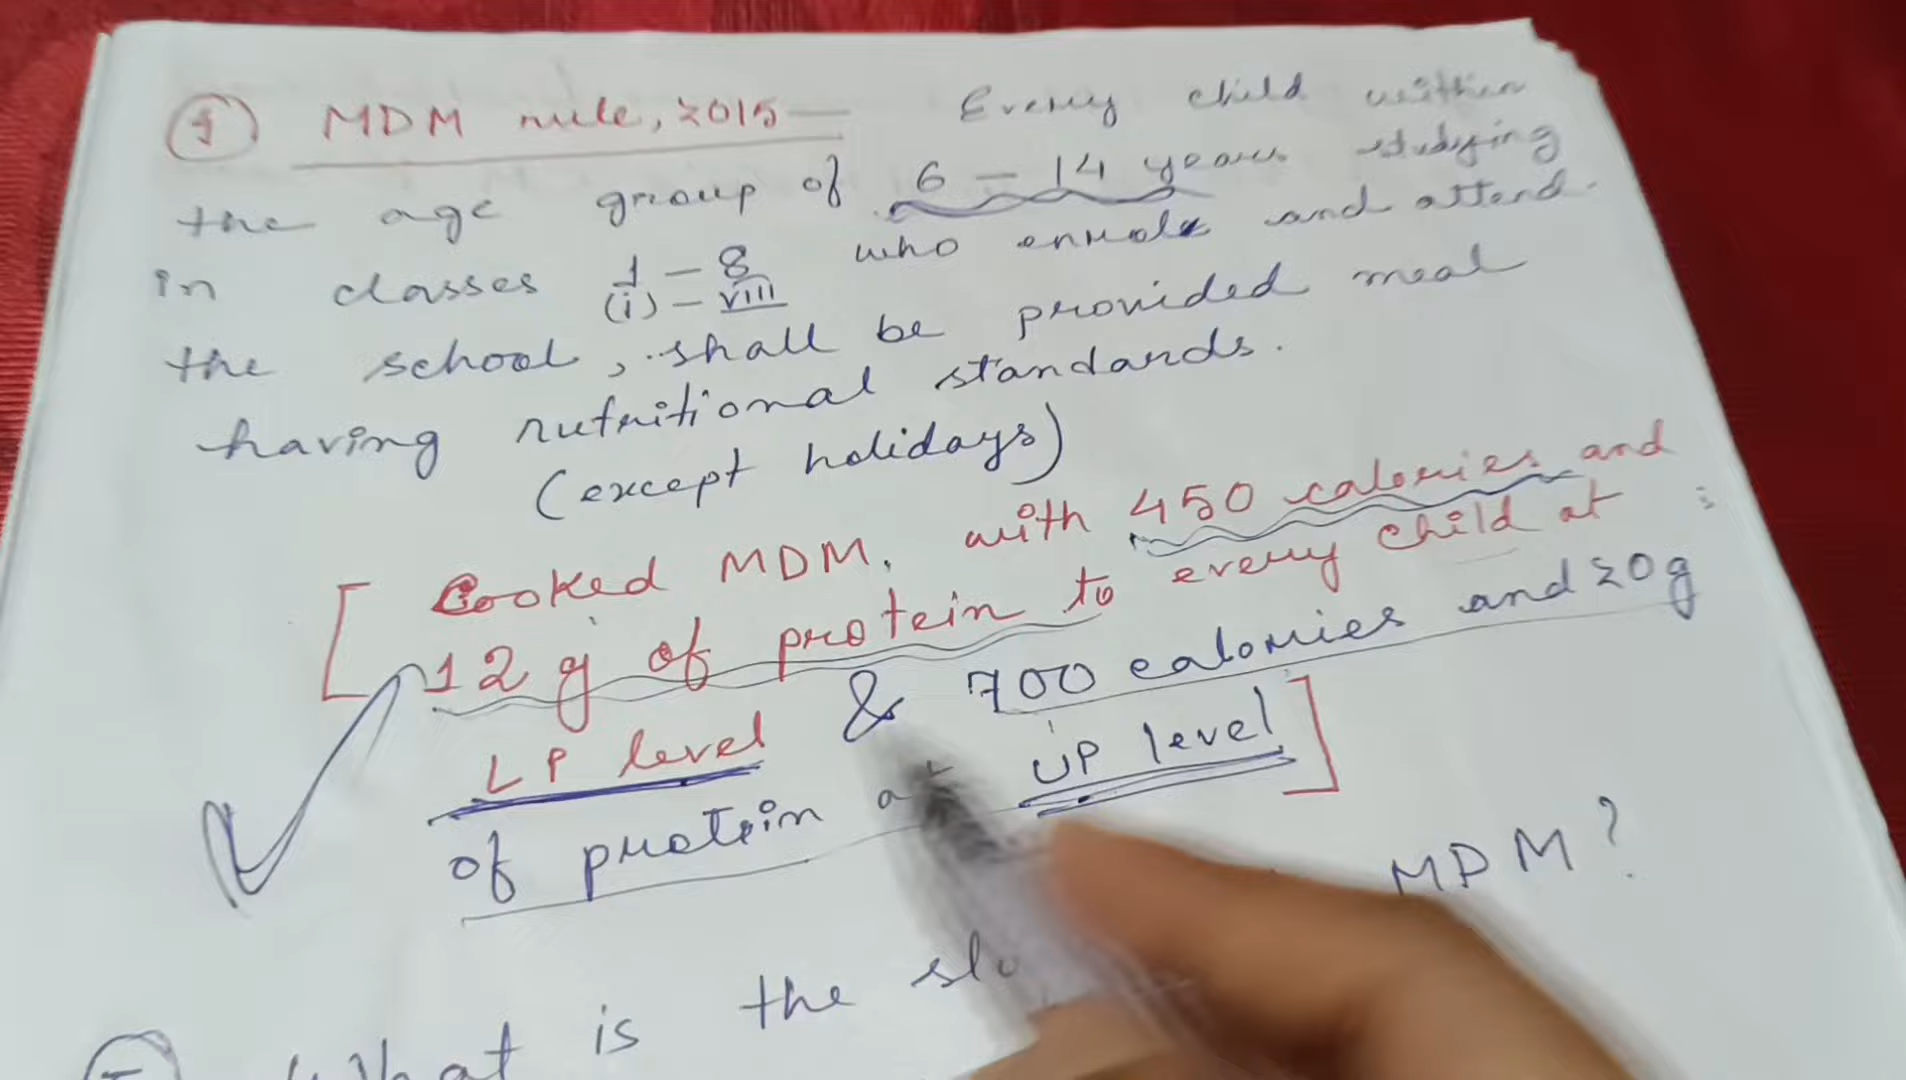 ④ MDM rule, 2015 — Every child within
the age group of 6 – 14 years studying
in classes 1 – 8 who enrols and attend
(i) – VIII
the school, shall be provided meal
having nutritional standards.
(except holidays)
[ Cooked MDM, with 450 calories and
12 g of protein to every child at
LP level & 700 calories and 20g
of protein at UP level ]
What is the MDM?